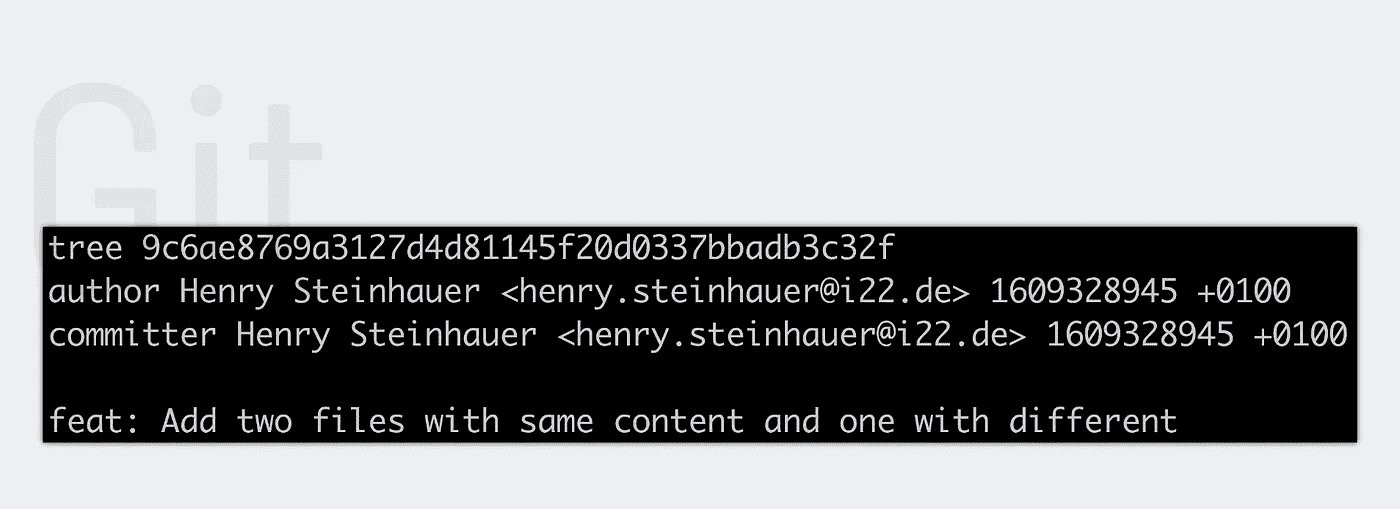 Git
tree 9c6ae8769a3127d4d81145f20d0337bbadb3c32f
author Henry Steinhauer <henry.steinhauer@i22.de> 1609328945 +0100
committer Henry Steinhauer <henry.steinhauer@i22.de> 1609328945 +0100
feat: Add two files with same content and one with different